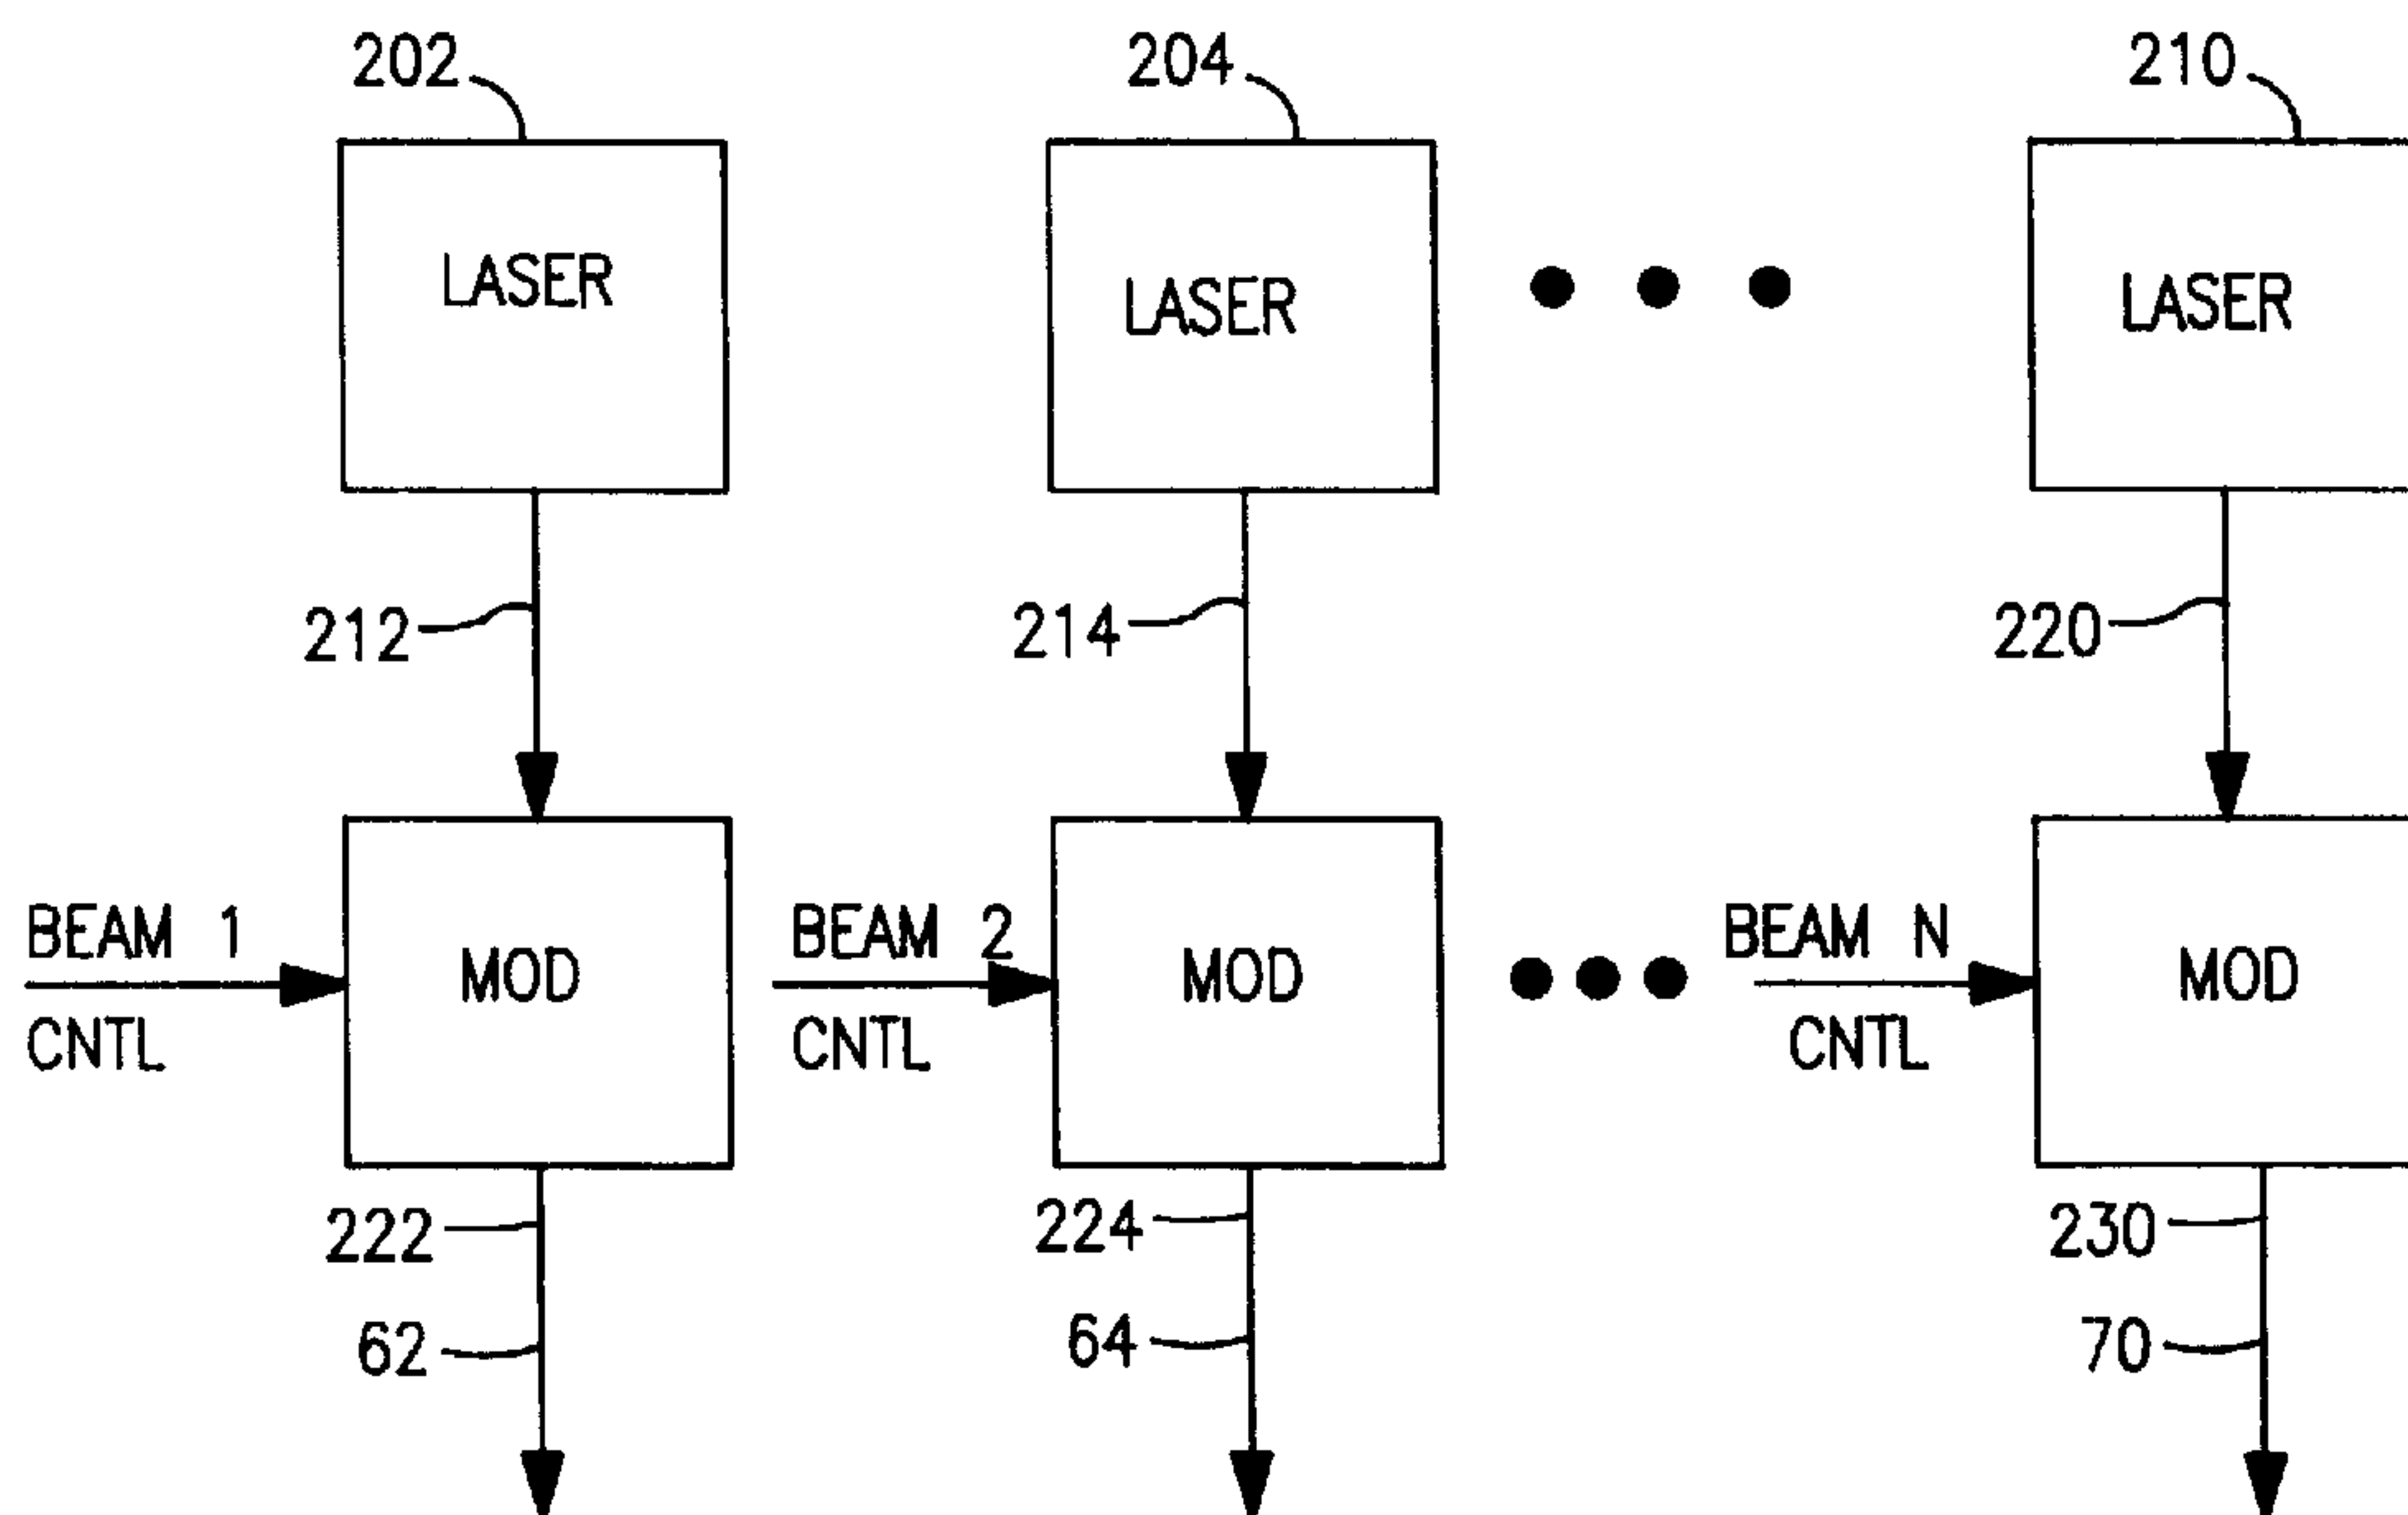 202
204
210
LASER
LASER
LASER
212
214
220
BEAM 1
CNTL
MOD
BEAM 2
CNTL
MOD
BEAM N
CNTL
MOD
222
224
230
62
64
70